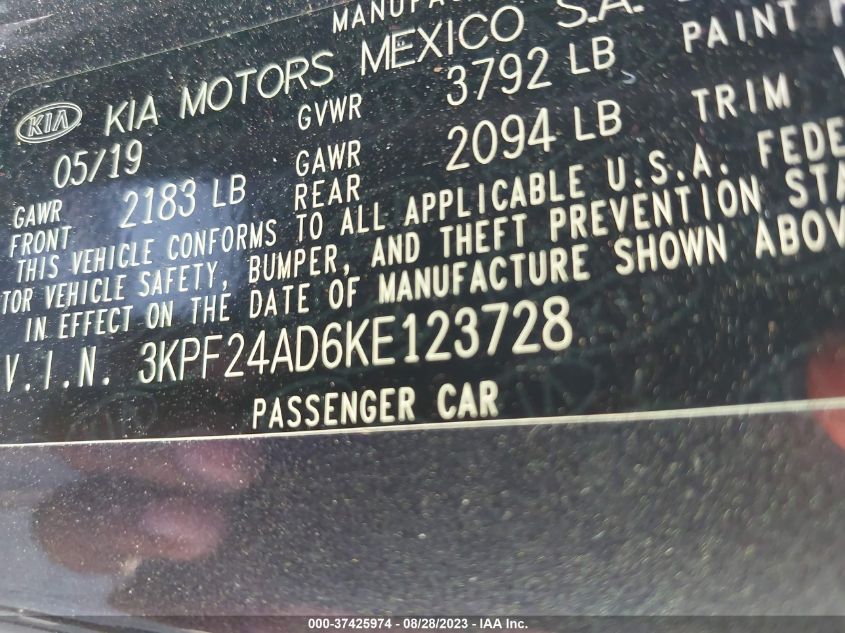 MANUFA
KIA KIA MOTORS MEXICO S.A.
05/19 GVWR 3792 LB PAINT
GAWR FRONT 2183 LB GAWR REAR 2094 LB TRIM
THIS VEHICLE CONFORMS TO ALL APPLICABLE U.S.A. FEDE
TOR VEHICLE SAFETY, BUMPER, AND THEFT PREVENTION STA
IN EFFECT ON THE DATE OF MANUFACTURE SHOWN ABOV
V.I.N. 3KPF24AD6KE123728
PASSENGER CAR
000-37425974 - 08/28/2023 - IAA Inc.